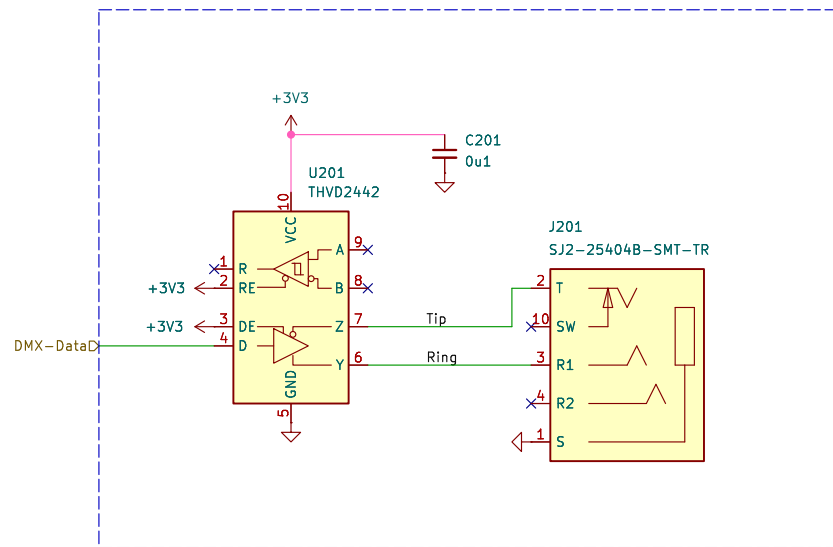 +3V3
C201
0u1
U201
THVD2442
10
VCC
J201
SJ2-25404B-SMT-TR
A 9
1 R
2 RE
+3V3
B 8
2 T
+3V3
3 DE
Z 7
Tip
10 SW
DMX-Data
4 D
Y 6
Ring
3 R1
GND
5
4 R2
1 S